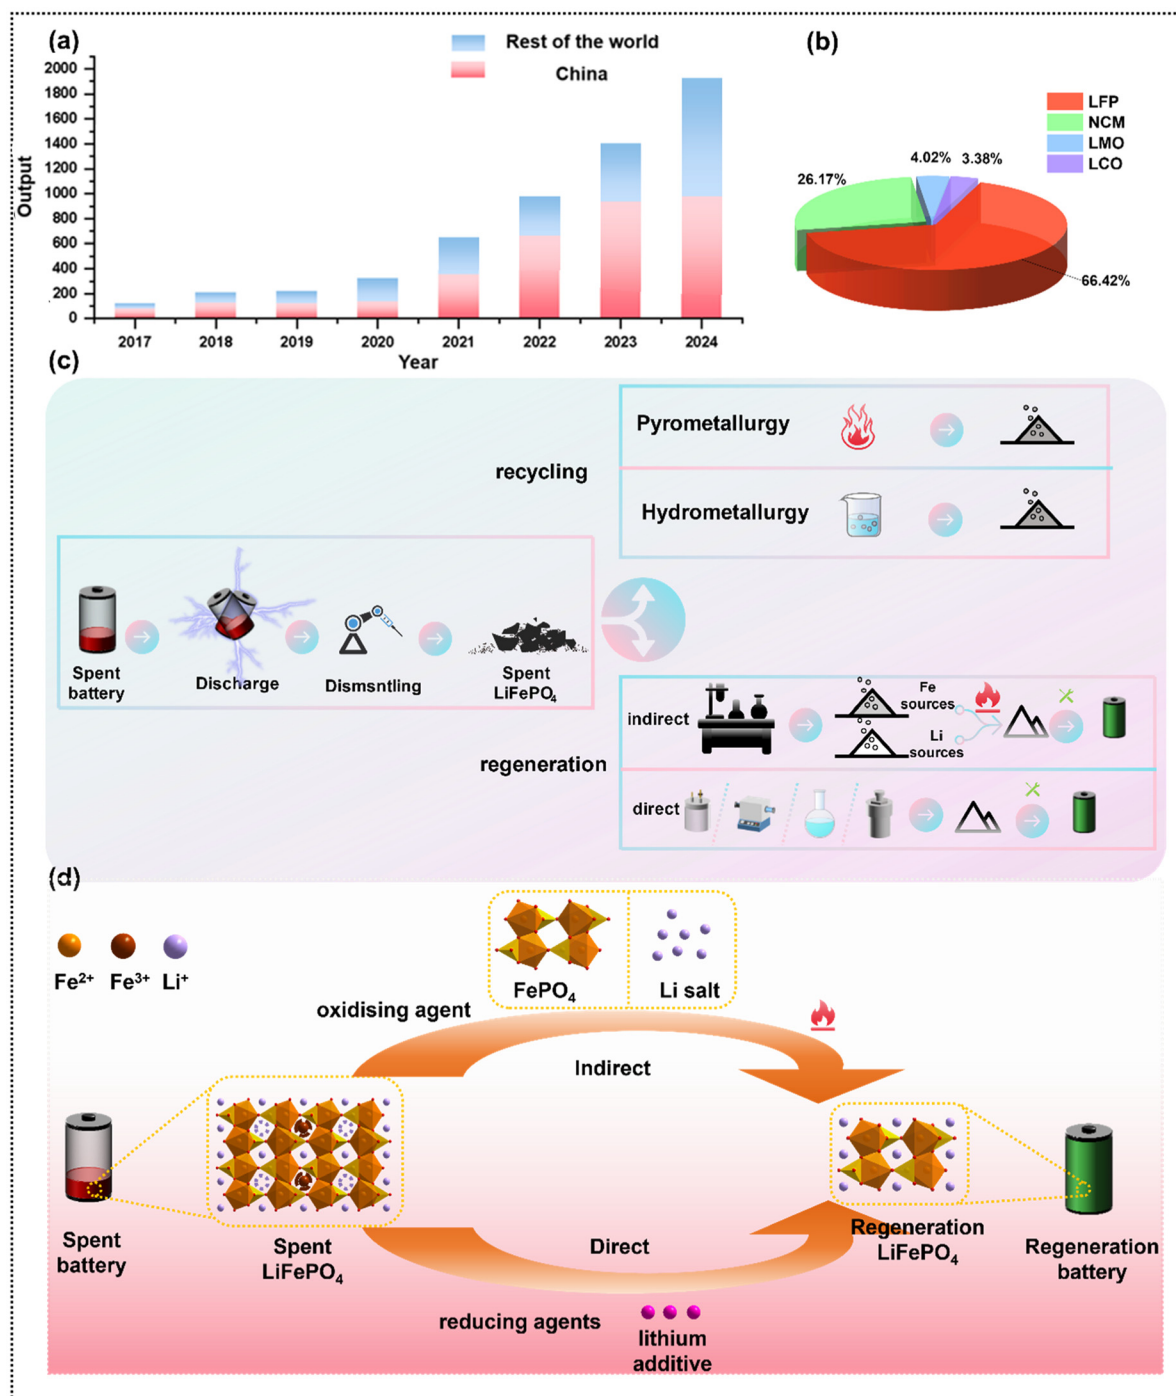 (a)
Rest of the world
China
2000
1800
1600
1400
1200
1000
800
600
400
200
0
Output
2017 2018 2019 2020 2021 2022 2023 2024
Year
(b)
LFP
NCM
LMO
LCO
4.02% 3.38%
26.17%
66.42%
(c)
recycling
Pyrometallurgy
Hydrometallurgy
Spent
battery
Discharge
Dismsntling
Spent
LiFePO₄
regeneration
indirect
Fe
sources
Li
sources
direct
(d)
Fe²⁺ Fe³⁺ Li⁺
FePO₄ Li salt
oxidising agent
Indirect
Spent
battery
Spent
LiFePO₄
Direct
Regeneration
LiFePO₄
Regeneration
battery
reducing agents
lithium
additive